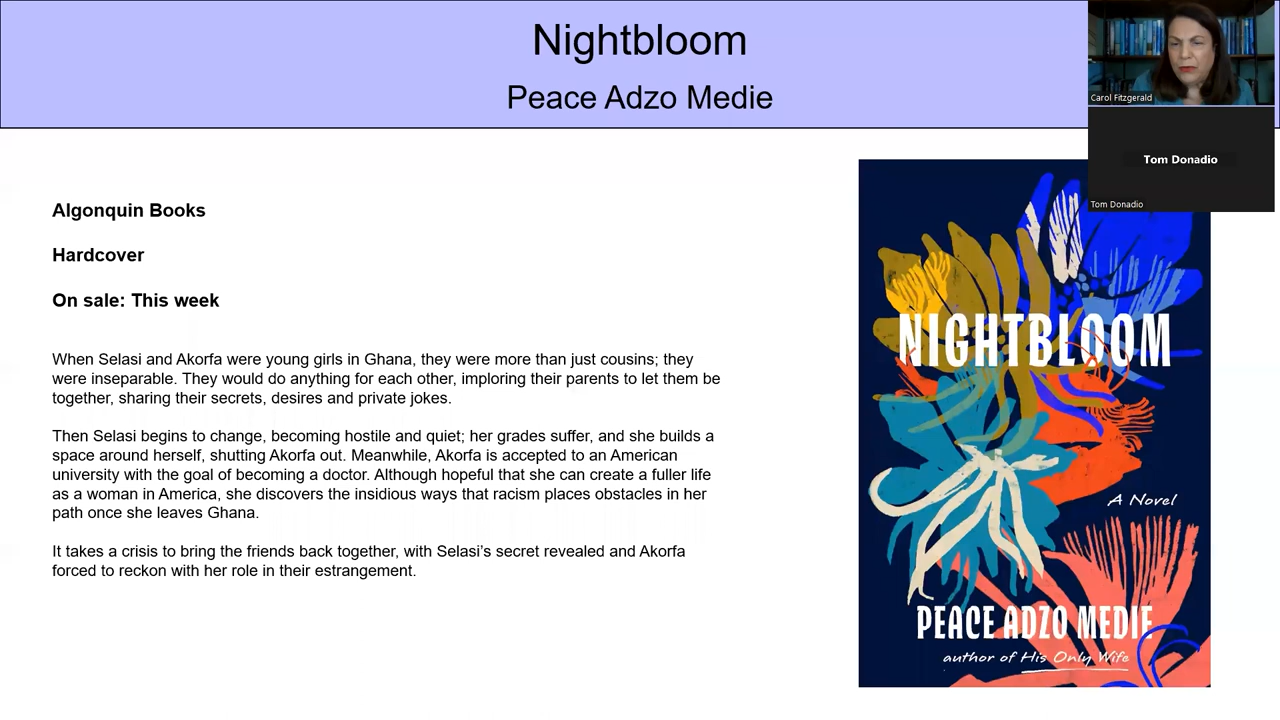 Nightbloom
Peace Adzo Medie
Carol Fitzgerald
Tom Donadio
Tom Donadio
Algonquin Books
Hardcover
On sale: This week
When Selasi and Akorfa were young girls in Ghana, they were more than just cousins; they
were inseparable. They would do anything for each other, imploring their parents to let them be
together, sharing their secrets, desires and private jokes.
Then Selasi begins to change, becoming hostile and quiet; her grades suffer, and she builds a
space around herself, shutting Akorfa out. Meanwhile, Akorfa is accepted to an American
university with the goal of becoming a doctor. Although hopeful that she can create a fuller life
as a woman in America, she discovers the insidious ways that racism places obstacles in her
path once she leaves Ghana.
It takes a crisis to bring the friends back together, with Selasi's secret revealed and Akorfa
forced to reckon with her role in their estrangement.
NIGHTBLOOM
A Novel
PEACE ADZO MEDIE
author of His Only Wife